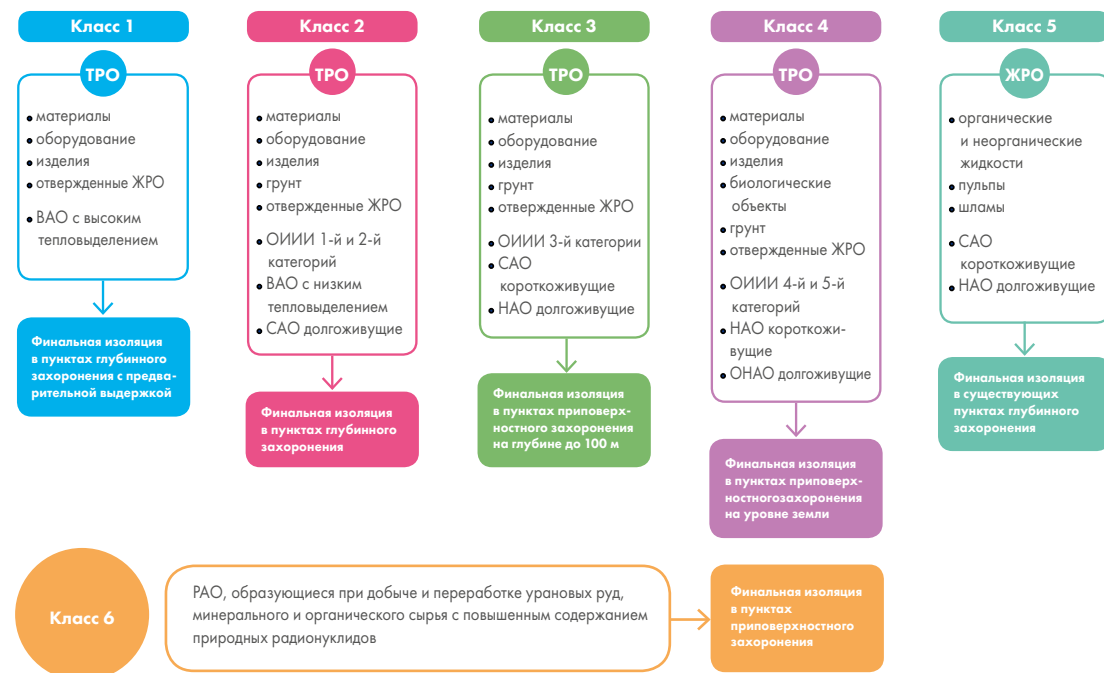 Класс 1
ТРО
• материалы
• оборудование
• изделия
• отвержденные ЖРО
• ВАО с высоким
тепловыделением
Финальная изоляция
в пунктах глубинного
захоронения с предва-
рительной выдержкой
Класс 2
ТРО
• материалы
• оборудование
• изделия
• грунт
• отвержденные ЖРО
• ОИИИ 1-й и 2-й
категорий
• ВАО с низким
тепловыделением
• САО долгоживущие
Финальная изоляция
в пунктах глубинного
захоронения
Класс 3
ТРО
• материалы
• оборудование
• изделия
• грунт
• отвержденные ЖРО
• ОИИИ 3-й категории
• САО
короткоживущие
• НАО долгоживущие
Финальная изоляция
в пунктах приповерх-
ностного захоронения
на глубине до 100 м
Класс 4
ТРО
• материалы
• оборудование
• изделия
• биологические
объекты
• грунт
• отвержденные ЖРО
• ОИИИ 4-й и 5-й
категорий
• НАО короткожи-
вущие
• ОНАО долгоживущие
Финальная изоляция
в пунктах приповерх-
ностногозахоронения
на уровне земли
Класс 5
ЖРО
• органические
и неорганические
жидкости
• пульпы
• шламы
• САО
короткоживущие
• НАО долгоживущие
Финальная изоляция
в существующих
пунктах глубинного
захоронения
Класс 6
РАО, образующиеся при добыче и переработке урановых руд,
минерального и органического сырья с повышенным содержанием
природных радионуклидов
Финальная изоляция
в пунктах
приповерхностного
захоронения